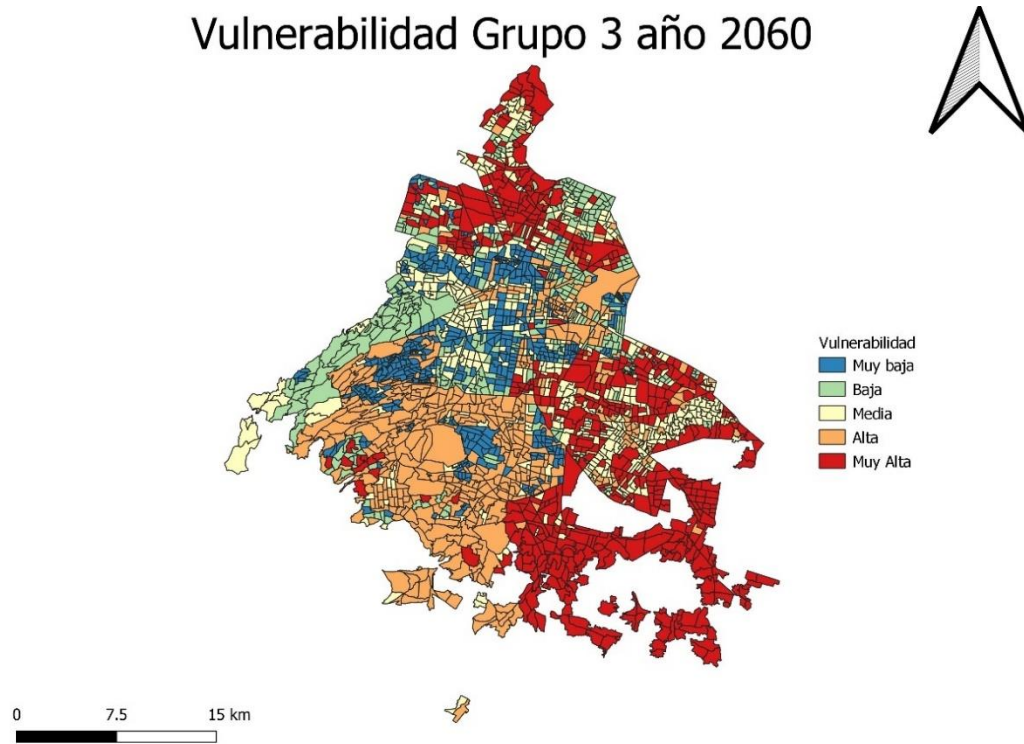 Vulnerabilidad Grupo 3 año 2060
Vulnerabilidad
Muy baja
Baja
Media
Alta
Muy Alta
0 7.5 15 km